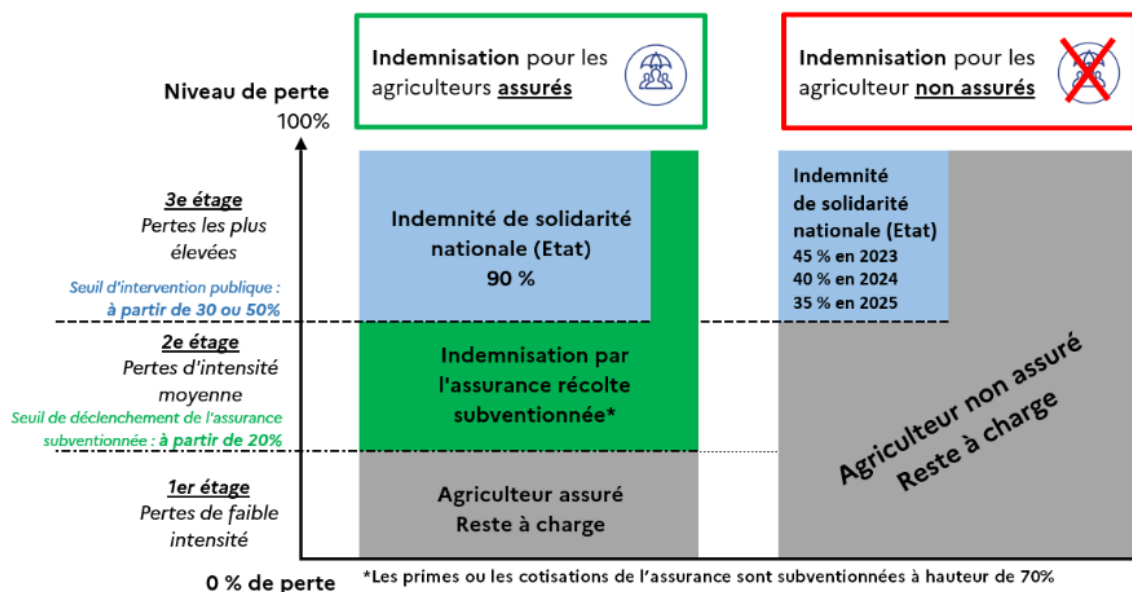 Indemnisation pour les
agriculteurs assurés
Indemnisation pour les
agriculteur non assurés
Niveau de perte
100%
3e étage
Pertes les plus
élevées
Seuil d'intervention publique :
à partir de 30 ou 50%
2e étage
Pertes d'intensité
moyenne
Seuil de déclenchement de l'assurance
subventionnée : à partir de 20%
1er étage
Pertes de faible
intensité
0 % de perte
Indemnité de solidarité
nationale (Etat)
90 %
Indemnisation par
l'assurance récolte
subventionnée*
Agriculteur assuré
Reste à charge
Indemnité
de solidarité
nationale (Etat)
45 % en 2023
40 % en 2024
35 % en 2025
Agriculteur non assuré
Reste à charge
*Les primes ou les cotisations de l'assurance sont subventionnées à hauteur de 70%